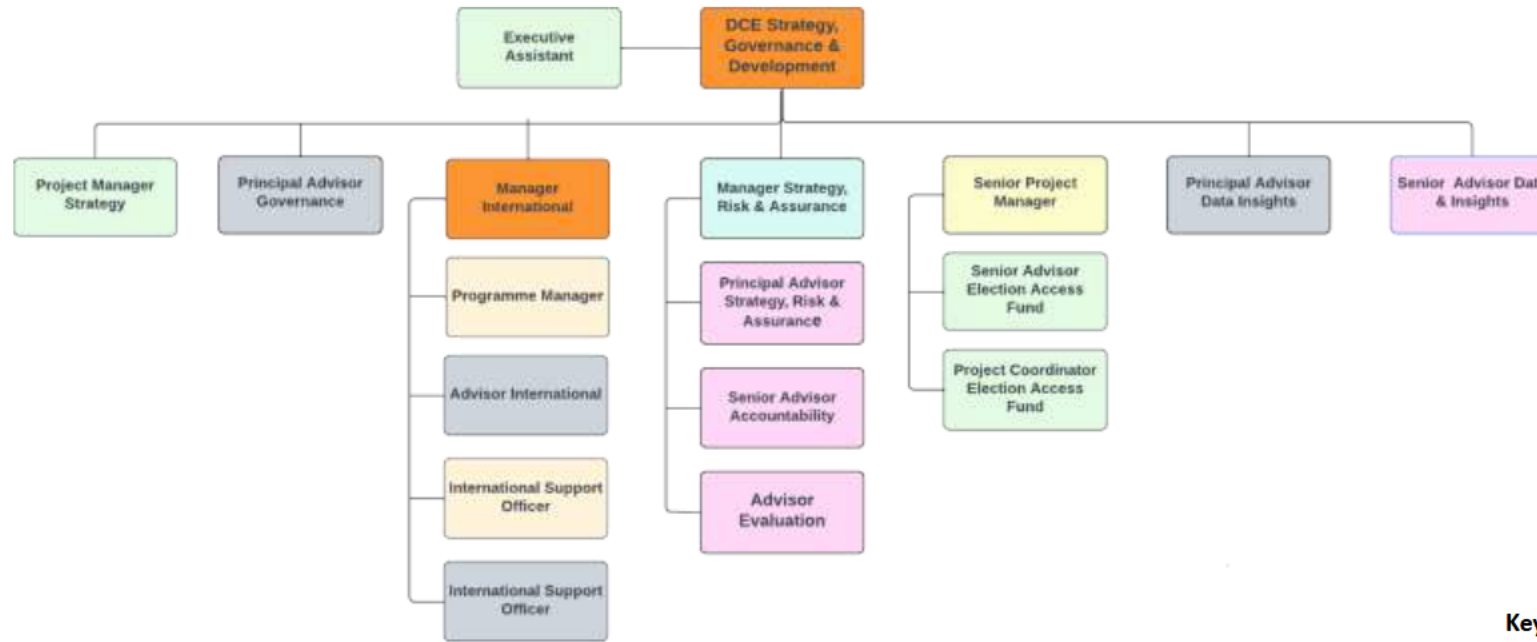 Executive
Assistant
DCE Strategy,
Governance &
Development
Project Manager
Strategy
Principal Advisor
Governance
Manager
International
Manager Strategy,
Risk & Assurance
Senior Project
Manager
Principal Advisor
Data Insights
Senior Advisor Dat
& Insights
Programme Manager
Advisor International
International Support
Officer
International Support
Officer
Principal Advisor
Strategy, Risk &
Assurance
Senior Advisor
Accountability
Advisor
Evaluation
Senior Advisor
Election Access
Fund
Project Coordinator
Election Access
Fund
Key